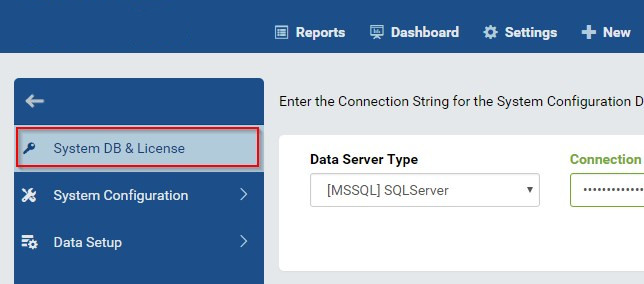 Reports Dashboard Settings New
Enter the Connection String for the System Configuration D
System DB & License
System Configuration
Data Setup
Data Server Type
[MSSQL] SQLServer
Connection
••••••••••••••